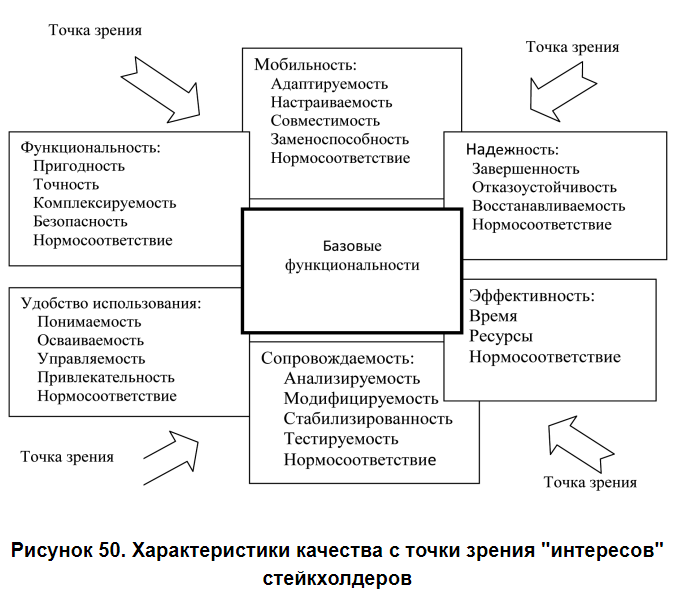 Точка зрения
Точка зрения
Мобильность:
Адаптируемость
Настраиваемость
Совместимость
Заменоспособность
Нормосоответствие
Функциональность:
Пригодность
Точность
Комплексируемость
Безопасность
Нормосоответствие
Надежность:
Завершенность
Отказоустойчивость
Восстанавливаемость
Нормосоответствие
Базовые
функциональности
Удобство использования:
Понимаемость
Осваиваемость
Управляемость
Привлекательность
Нормосоответствие
Эффективность:
Время
Ресурсы
Нормосоответствие
Сопровождаемость:
Анализируемость
Модифицируемость
Стабилизированность
Тестируемость
Нормосоответствие
Точка зрения
Точка зрения
Рисунок 50. Характеристики качества с точки зрения "интересов"
стейкхолдеров